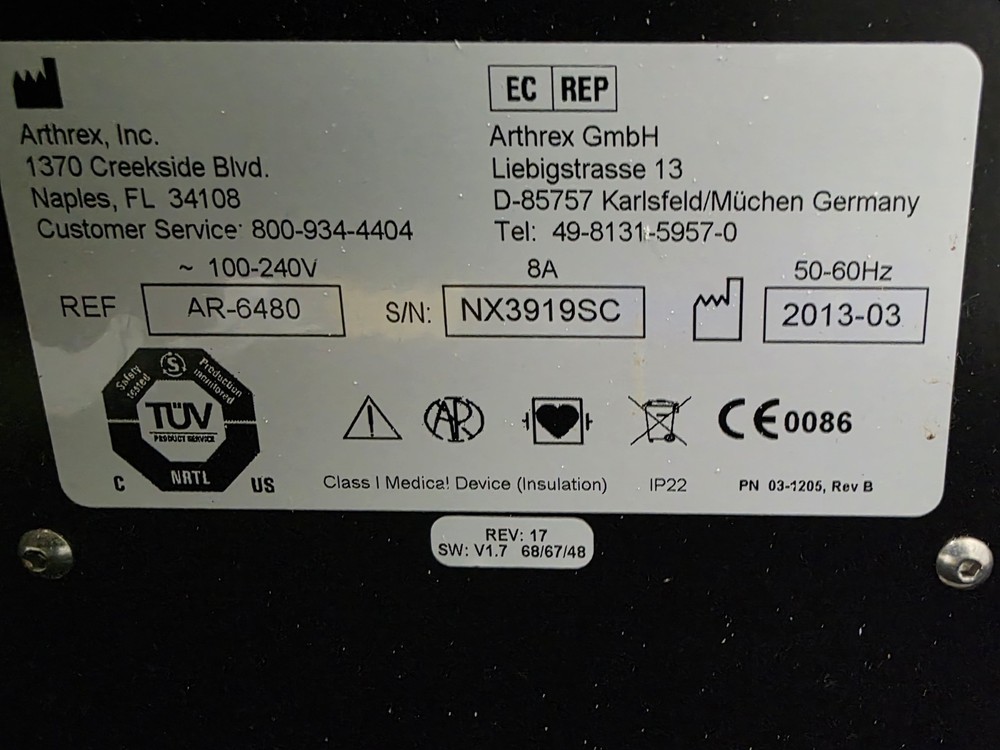 EC REP
Arthrex, Inc.
1370 Creekside Blvd.
Naples, FL 34108
Customer Service: 800-934-4404
Arthrex GmbH
Liebigstrasse 13
D-85757 Karlsfeld/Müchen Germany
Tel: 49-8131-5957-0
~ 100-240V 8A 50-60Hz
REF AR-6480 S/N: NX3919SC 2013-03
Safety tested S Production monitored
TÜV
PRODUCT SERVICE
C NRTL US
CE 0086
Class I Medical Device (Insulation) IP22 PN 03-1205, Rev B
REV: 17
SW: V1.7 68/67/48